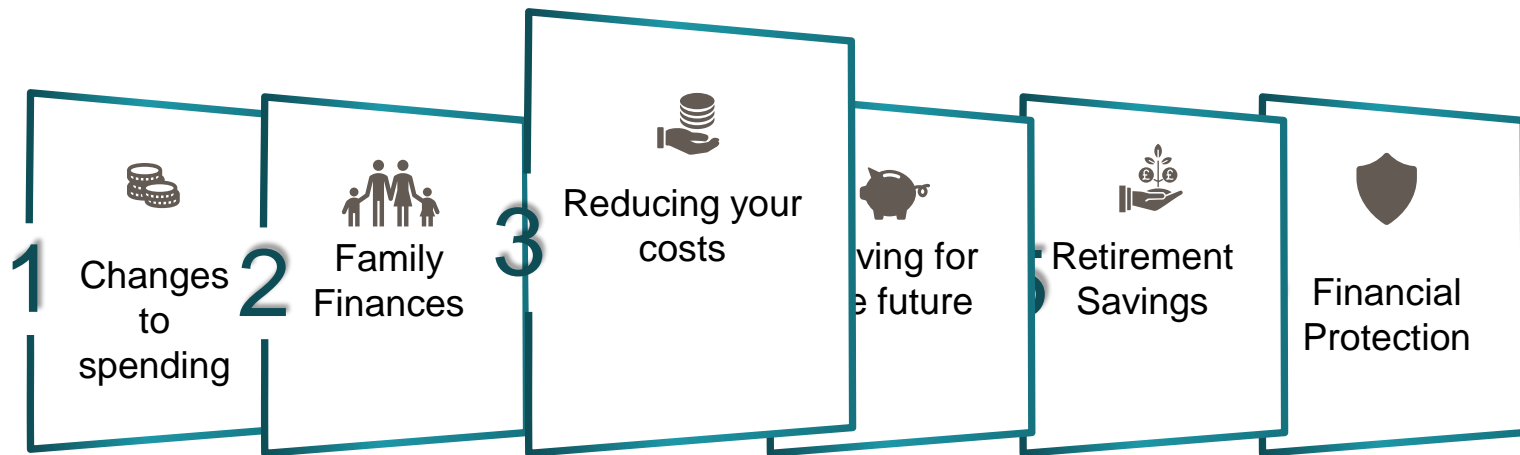 1
Changes
to
spending
2
Family
Finances
3
Reducing your
costs
ving for
e future
Retirement
Savings
Financial
Protection